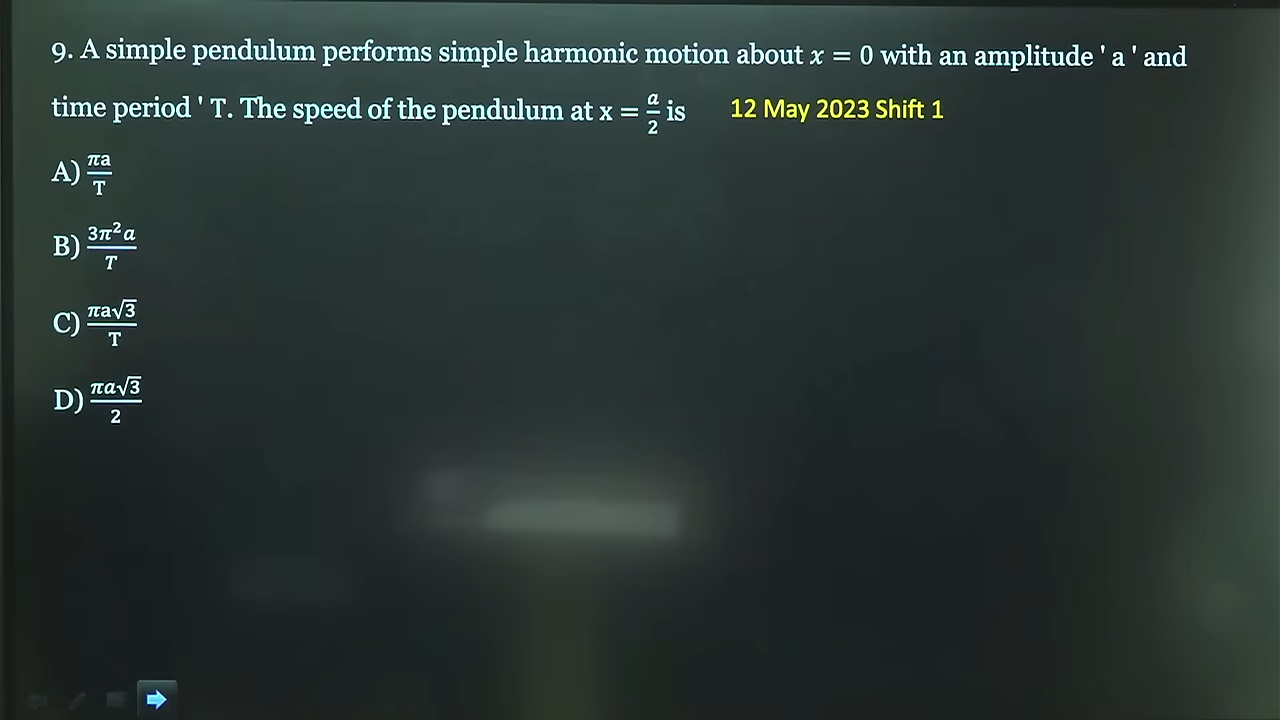 9. A simple pendulum performs simple harmonic motion about x = 0 with an amplitude ' a ' and
time period ' T. The speed of the pendulum at x = a/2 is 12 May 2023 Shift 1
A) πa/T
B) 3π²a/T
C) πa√3/T
D) πa√3/2